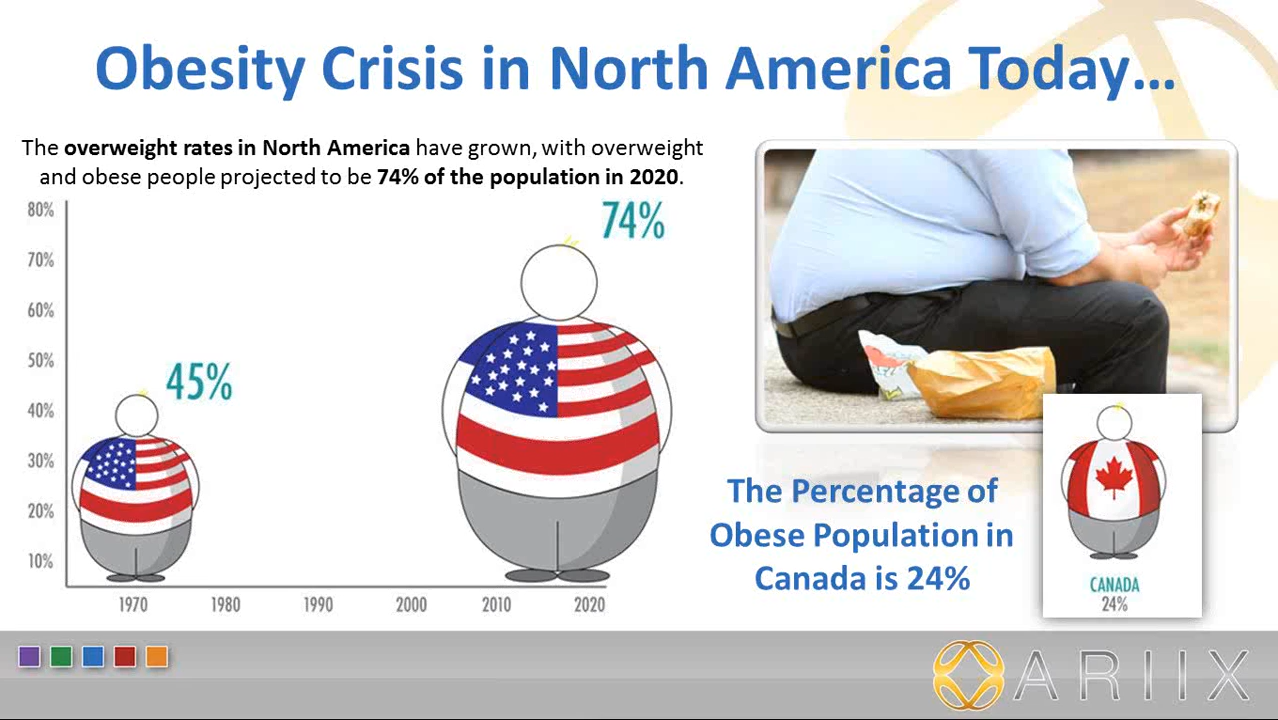 Obesity Crisis in North America Today…
The overweight rates in North America have grown, with overweight
and obese people projected to be 74% of the population in 2020.
80%
70%
60%
50%
40%
30%
20%
10%
45%
74%
1970 1980 1990 2000 2010 2020
The Percentage of
Obese Population in
Canada is 24%
CANADA
24%
ARIIX